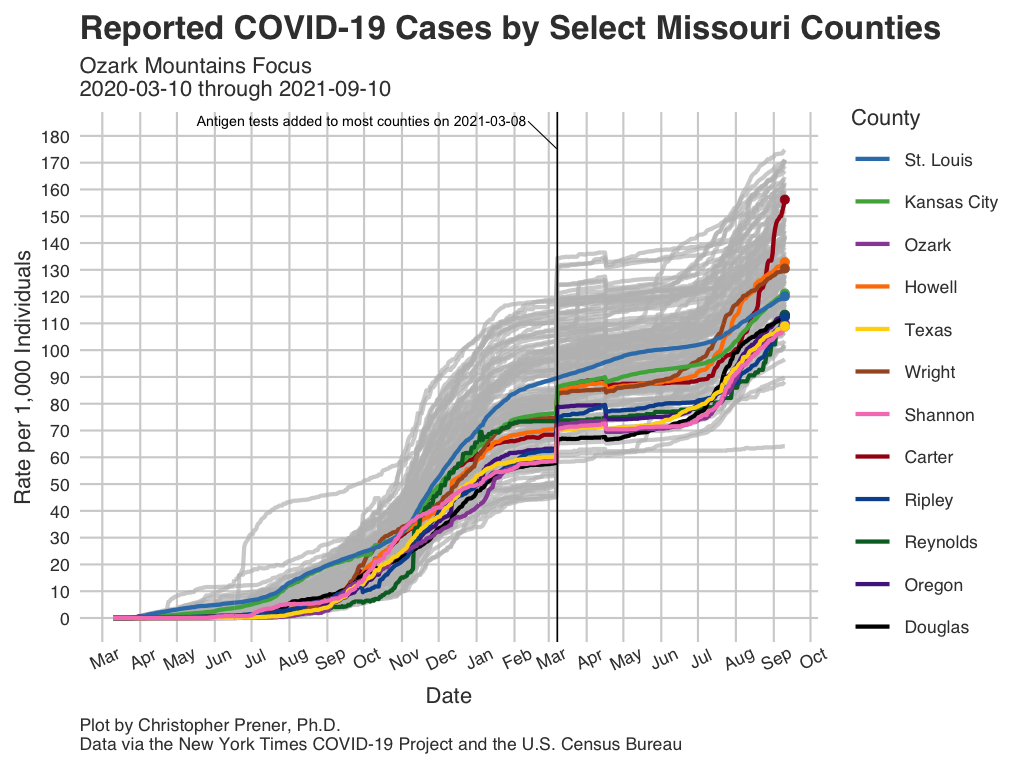 Reported COVID-19 Cases by Select Missouri Counties
Ozark Mountains Focus
2020-03-10 through 2021-09-10
Antigen tests added to most counties on 2021-03-08
Rate per 1,000 Individuals
180
170
160
150
140
130
120
110
100
90
80
70
60
50
40
30
20
10
0
Mar Apr May Jun Jul Aug Sep Oct Nov Dec Jan Feb Mar Apr May Jun Jul Aug Sep Oct
Date
County
St. Louis
Kansas City
Ozark
Howell
Texas
Wright
Shannon
Carter
Ripley
Reynolds
Oregon
Douglas
Plot by Christopher Prener, Ph.D.
Data via the New York Times COVID-19 Project and the U.S. Census Bureau